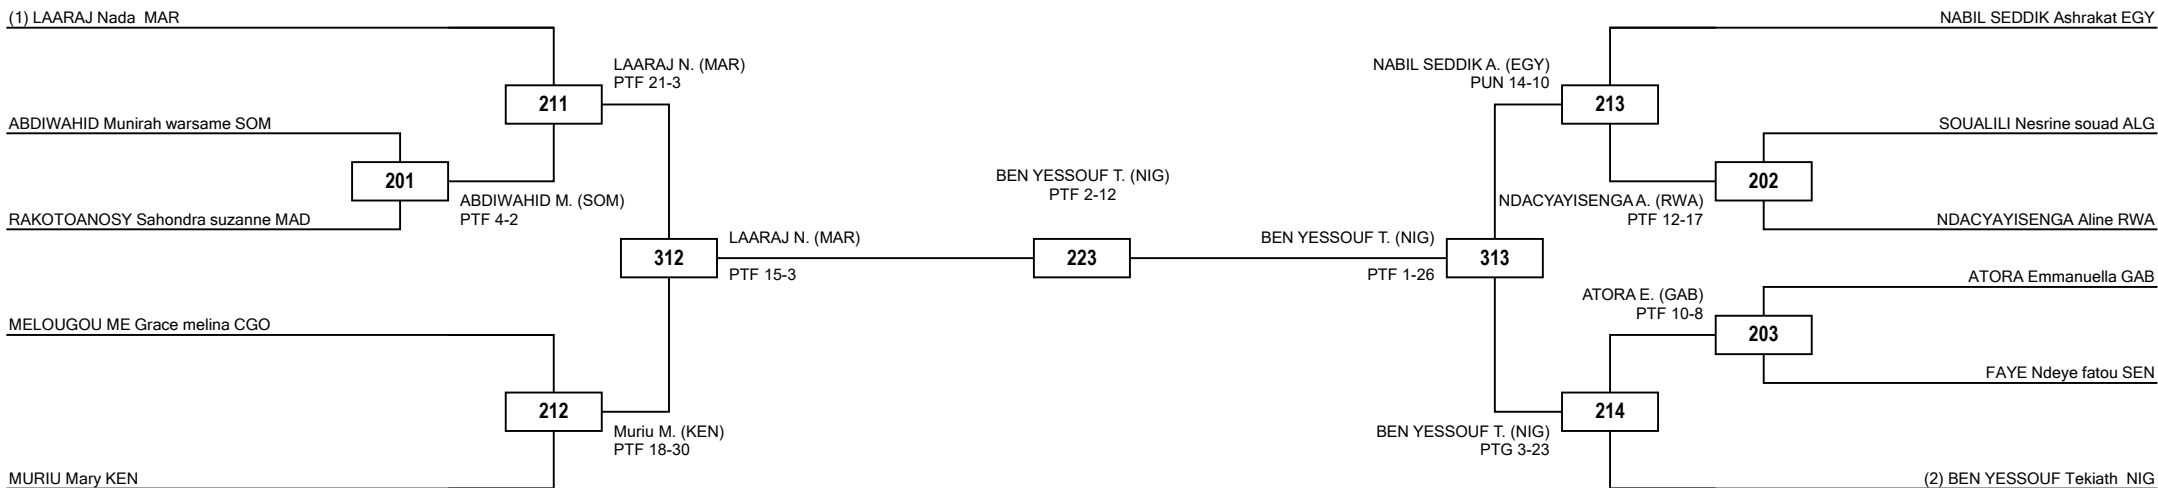 (1) LAARAJ Nada MAR
NABIL SEDDIK Ashrakat EGY
LAARAJ N. (MAR)
PTF 21-3
NABIL SEDDIK A. (EGY)
PUN 14-10
211
213
ABDIWAHID Munirah warsame SOM
SOUALILI Nesrine souad ALG
201
202
BEN YESSOUF T. (NIG)
PTF 2-12
ABDIWAHID M. (SOM)
PTF 4-2
NDACYAYISENGA A. (RWA)
PTF 12-17
RAKOTOANOSY Sahondra suzanne MAD
NDACYAYISENGA Aline RWA
LAARAJ N. (MAR)
BEN YESSOUF T. (NIG)
312
223
313
PTF 15-3
PTF 1-26
ATORA Emmanuella GAB
ATORA E. (GAB)
PTF 10-8
MELOUGOU ME Grace melina CGO
203
FAYE Ndeye fatou SEN
212
214
Muriu M. (KEN)
PTF 18-30
BEN YESSOUF T. (NIG)
PTG 3-23
MURIU Mary KEN
(2) BEN YESSOUF Tekiath NIG